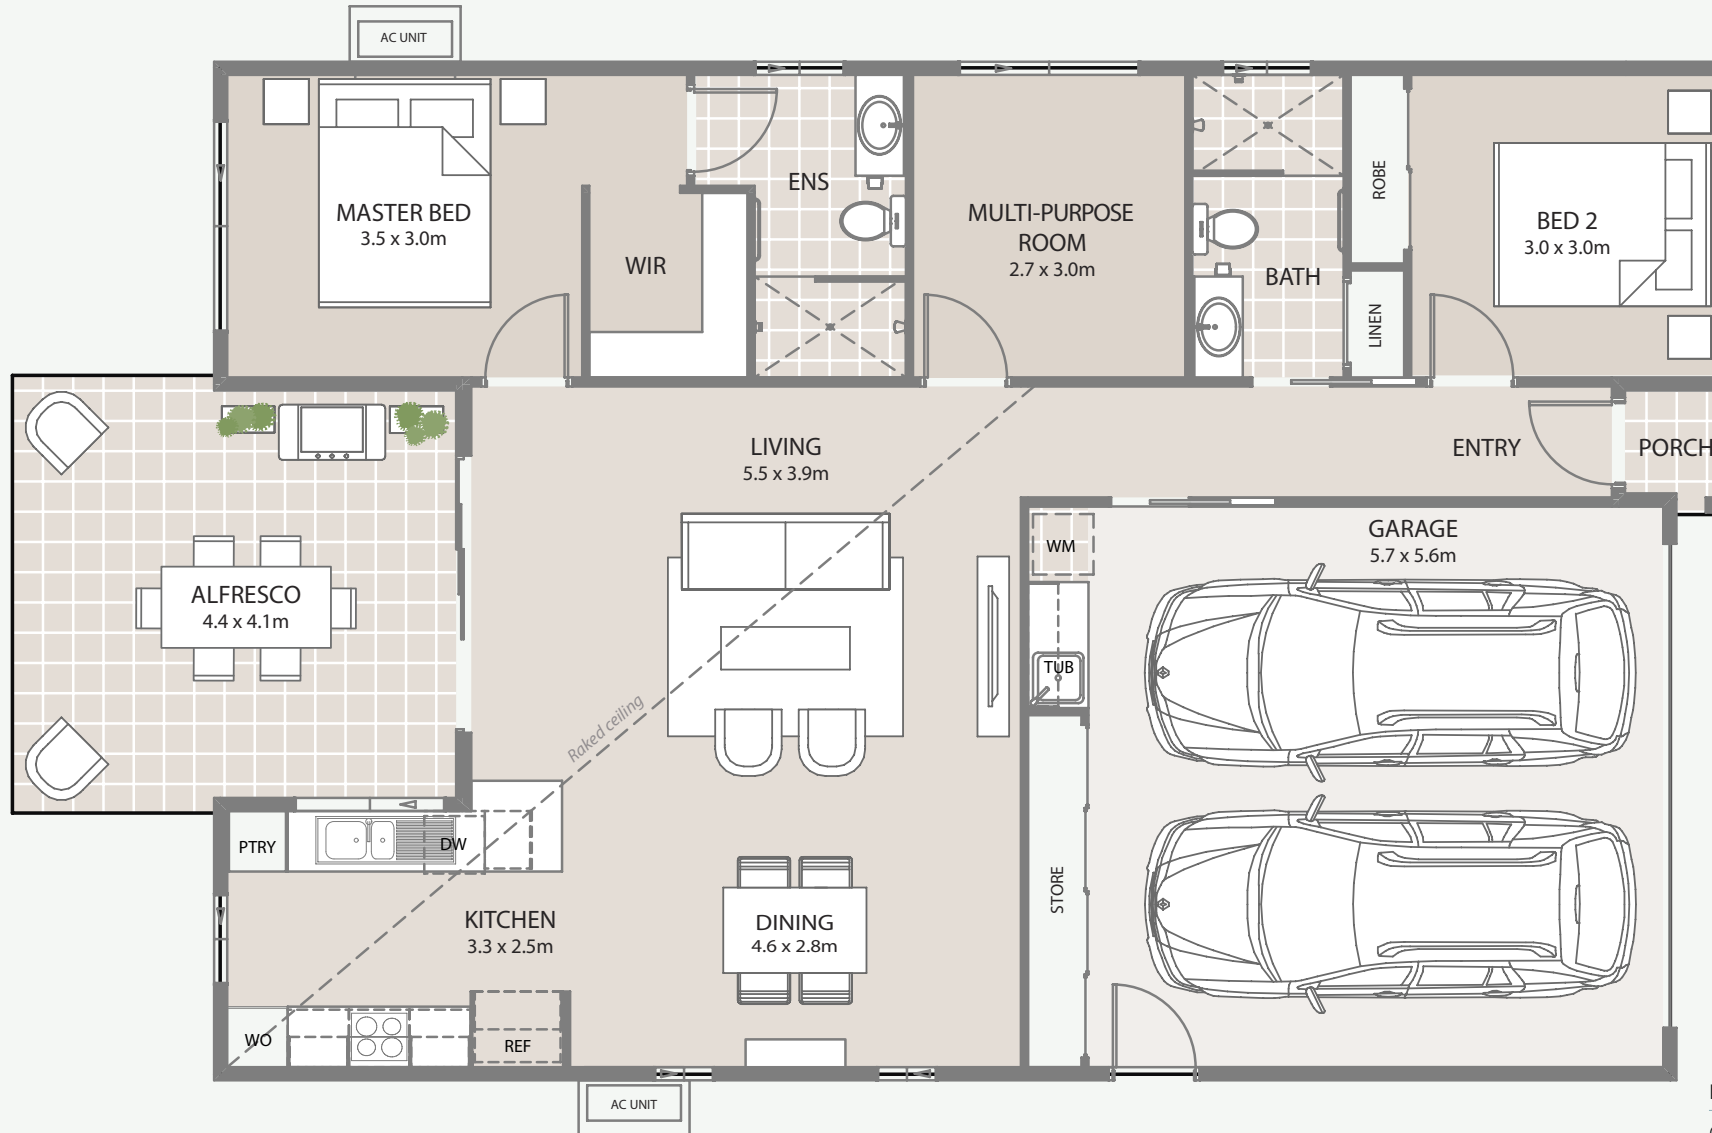 AC UNIT
MASTER BED
3.5 x 3.0m
WIR
ENS
MULTI-PURPOSE
ROOM
2.7 x 3.0m
BATH
ROBE
LINEN
BED 2
3.0 x 3.0m
LIVING
5.5 x 3.9m
ENTRY
PORCH
ALFRESCO
4.4 x 4.1m
Raked ceiling
WM
TUB
STORE
GARAGE
5.7 x 5.6m
PTRY
DW
KITCHEN
3.3 x 2.5m
DINING
4.6 x 2.8m
WO
REF
AC UNIT